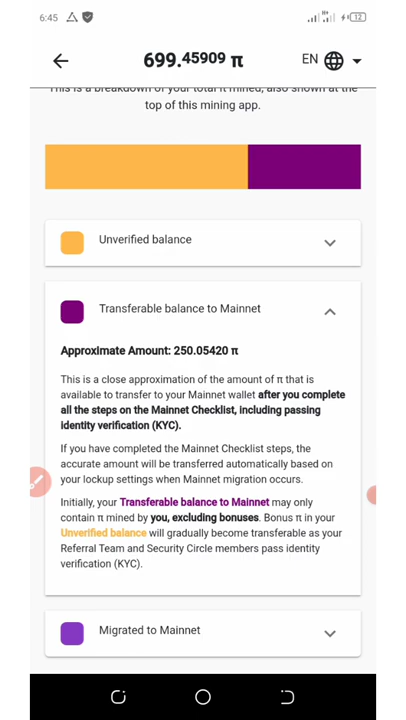 6:45
12
699.45909 π
EN
This is a breakdown of your total π mined, also shown at the
top of this mining app.
Unverified balance
Transferable balance to Mainnet
Approximate Amount: 250.05420 π
This is a close approximation of the amount of π that is
available to transfer to your Mainnet wallet after you complete
all the steps on the Mainnet Checklist, including passing
identity verification (KYC).
If you have completed the Mainnet Checklist steps, the
accurate amount will be transferred automatically based on
your lockup settings when Mainnet migration occurs.
Initially, your Transferable balance to Mainnet may only
contain π mined by you, excluding bonuses. Bonus π in your
Unverified balance will gradually become transferable as your
Referral Team and Security Circle members pass identity
verification (KYC).
Migrated to Mainnet